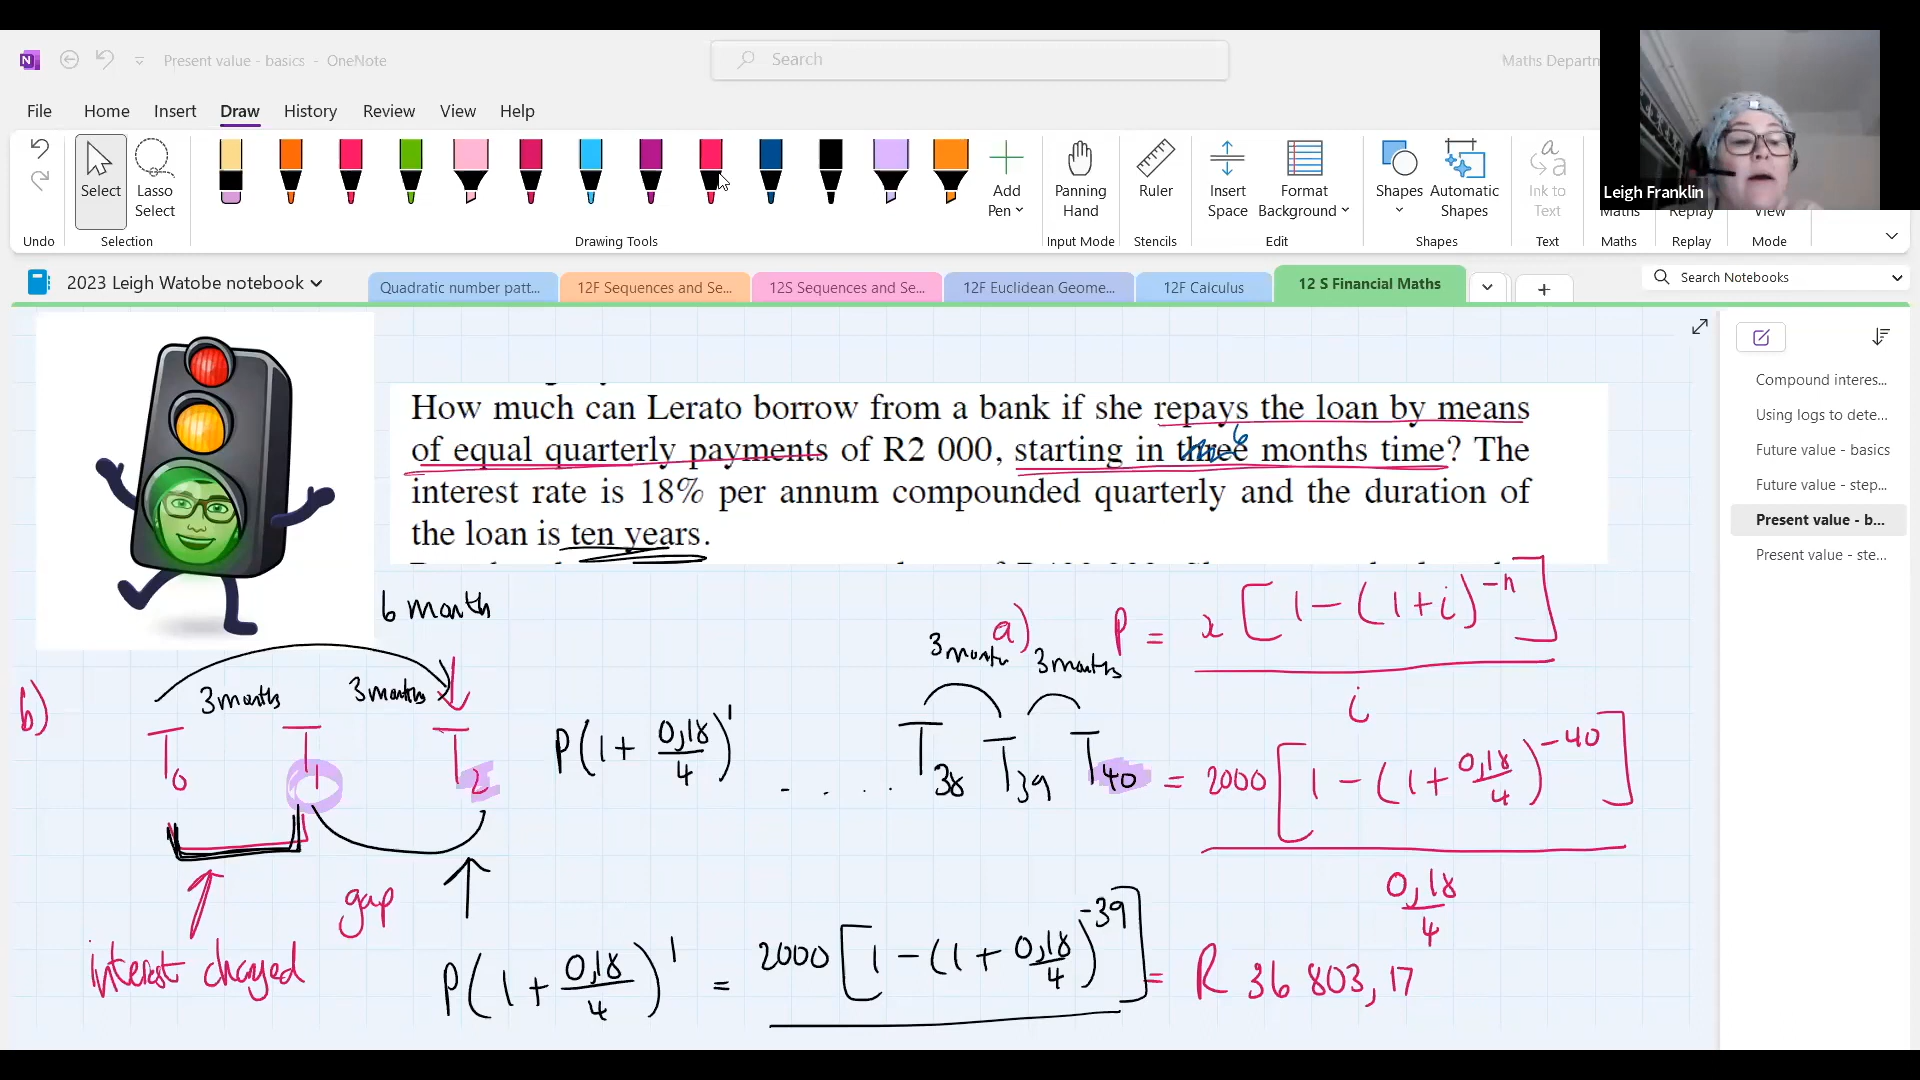 Present value - basics - OneNote
Search
Maths Departn
File Home Insert Draw History Review View Help
Select
Lasso Select
Add Pen
Panning Hand
Ruler
Insert Space
Format Background
Shapes
Automatic Shapes
Ink to Text
Maths
Replay
View
Undo
Selection
Drawing Tools
Input Mode
Stencils
Edit
Shapes
Text
Maths
Replay
Mode
Leigh Franklin
2023 Leigh Watobe notebook
Quadratic number patt...
12F Sequences and Se...
12S Sequences and Se...
12F Euclidean Geome...
12F Calculus
12 S Financial Maths
Search Notebooks
Compound interes...
Using logs to dete...
Future value - basics
Future value - step...
Present value - b...
Present value - ste...
How much can Lerato borrow from a bank if she repays the loan by means
of equal quarterly payments of R2 000, starting in three 6 months time? The
interest rate is 18% per annum compounded quarterly and the duration of
the loan is ten years.
6 month
a) P = x[1-(1+i)^-n] / i
b)
3 months 3 months
3 months
T0 T1 T2
P(1+ 0,18/4)^1
. . . . . T38 T39 T40
= 2000[1-(1+0,18/4)^-40] / 0,18/4
gap
interest charged
P(1+0,18/4)^1 = 2000[1-(1+0,18/4)^-39]
= R 36 803,17